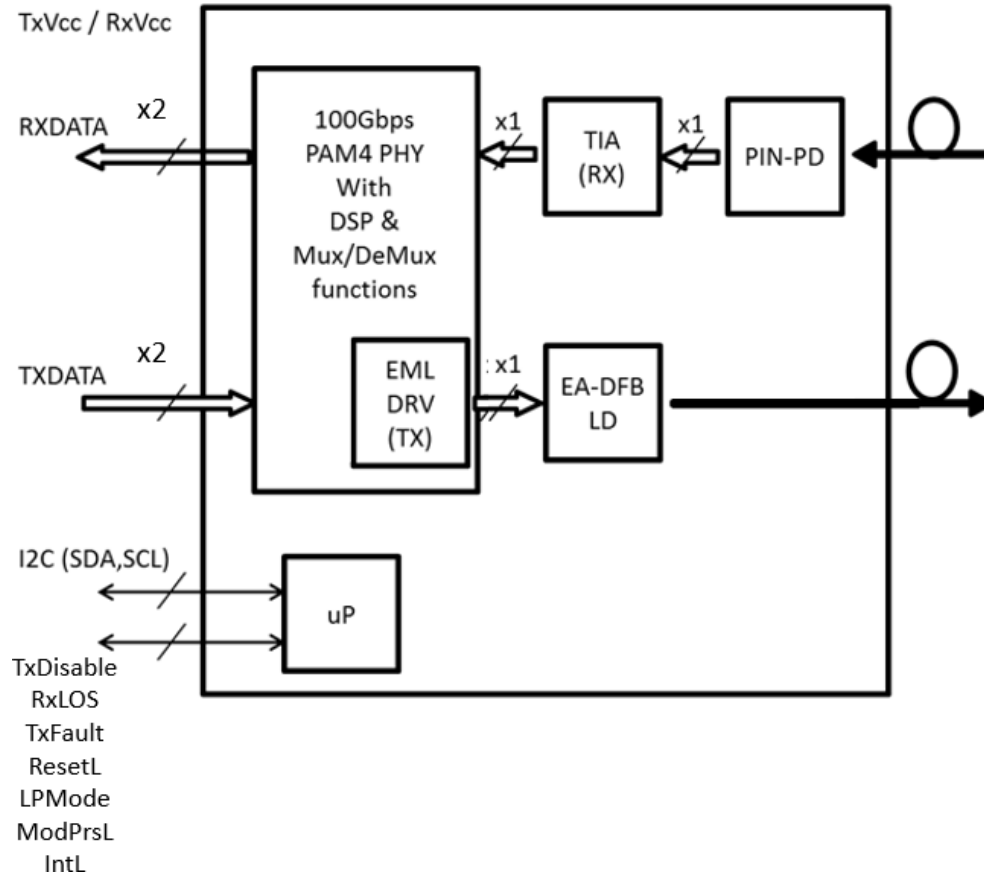 TxVcc / RxVcc
RXDATA
x2
100Gbps
PAM4 PHY
With
DSP &
Mux/DeMux
functions
x1
TIA
(RX)
x1
PIN-PD
TXDATA
x2
EML
DRV
(TX)
: x1
EA-DFB
LD
I2C (SDA,SCL)
uP
TxDisable
RxLOS
TxFault
ResetL
LPMode
ModPrsL
IntL